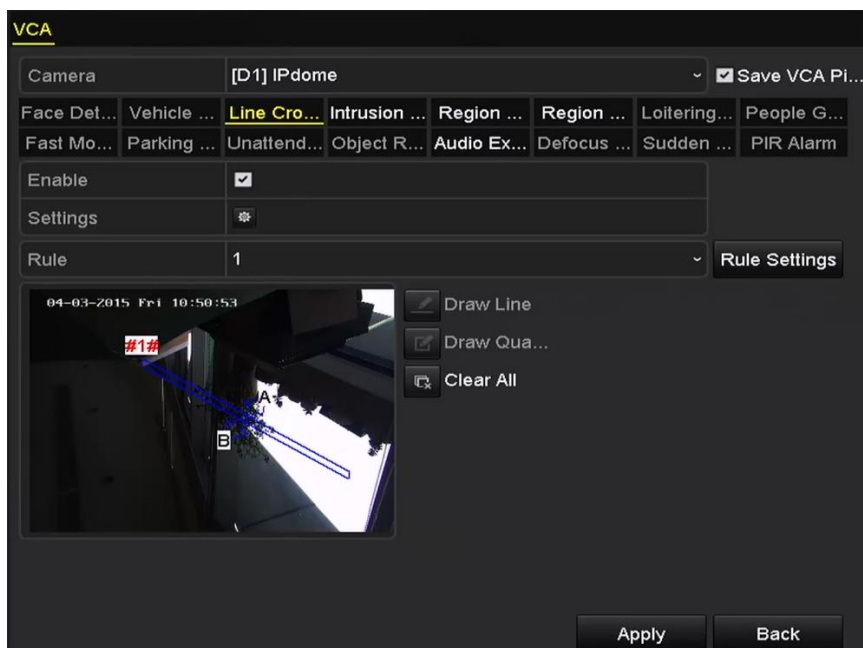 VCA
Camera [D1] IPdome Save VCA Pi...
Face Det... Vehicle ... Line Cro... Intrusion ... Region ... Region ... Loitering... People G...
Fast Mo... Parking ... Unattend... Object R... Audio Ex... Defocus ... Sudden ... PIR Alarm
Enable
Settings
Rule 1 Rule Settings
04-03-2015 Fri 10:50:53
#1#
A
B
Draw Line
Draw Qua...
Clear All
Apply Back